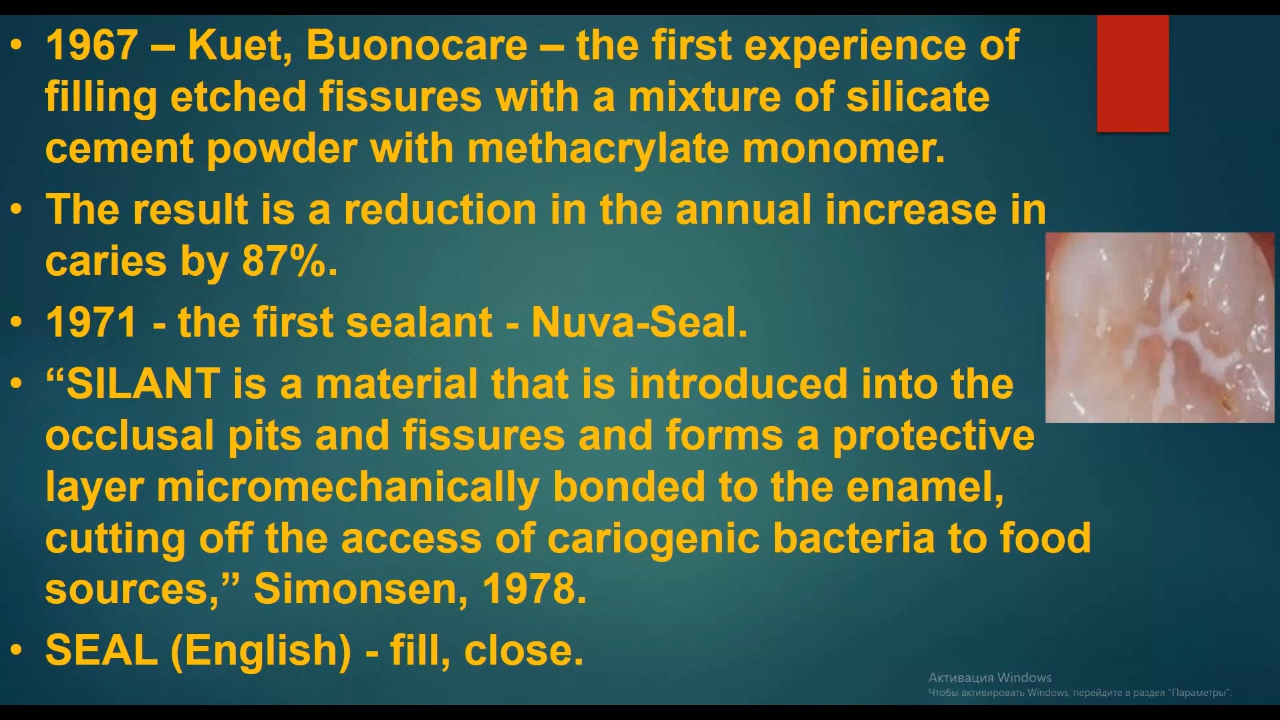 • 1967 – Kuet, Buonocare – the first experience of
filling etched fissures with a mixture of silicate
cement powder with methacrylate monomer.
• The result is a reduction in the annual increase in
caries by 87%.
• 1971 - the first sealant - Nuva-Seal.
• “SILANT is a material that is introduced into the
occlusal pits and fissures and forms a protective
layer micromechanically bonded to the enamel,
cutting off the access of cariogenic bacteria to food
sources,” Simonsen, 1978.
• SEAL (English) - fill, close.
Активация Windows
Чтобы активировать Windows, перейдите в раздел "Параметры".